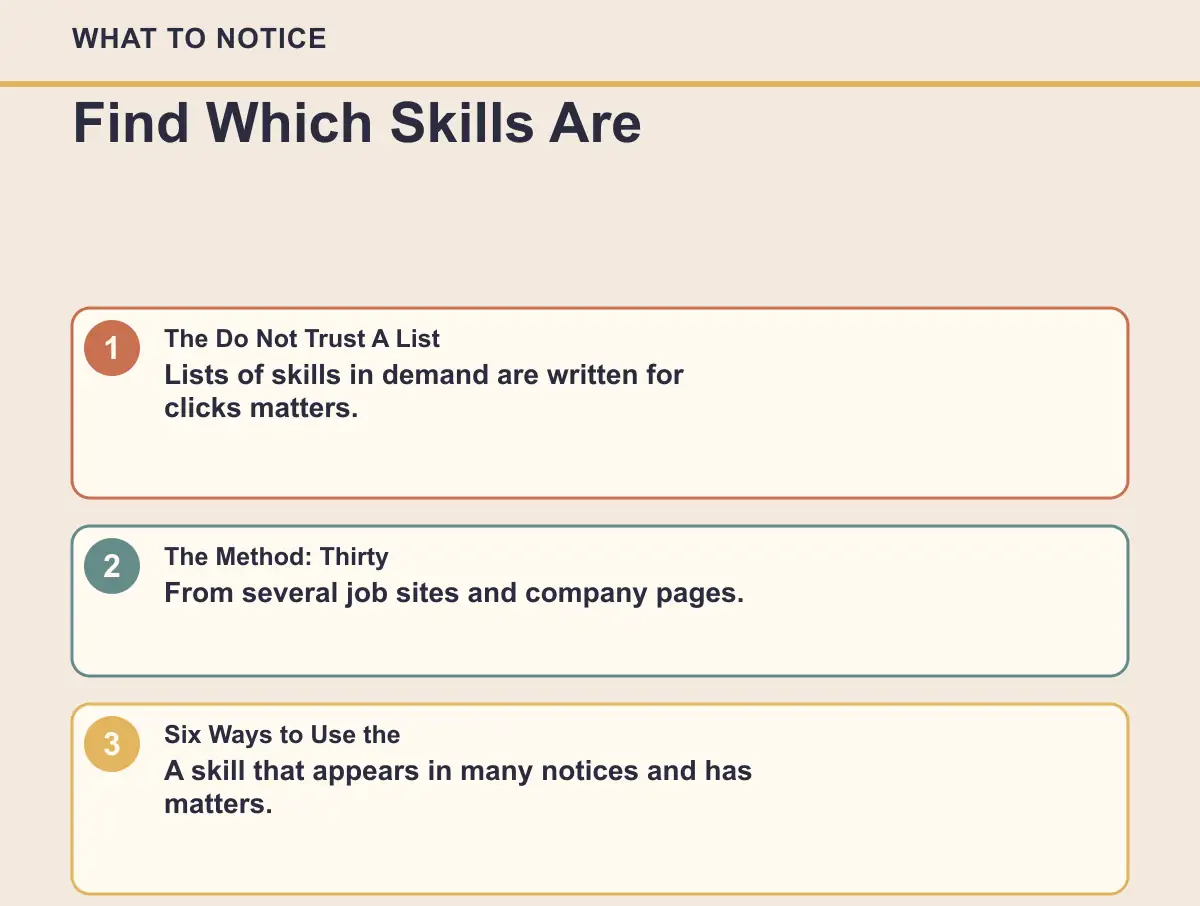 WHAT TO NOTICE
Find Which Skills Are
1
The Do Not Trust A List
Lists of skills in demand are written for
clicks matters.
2
The Method: Thirty
From several job sites and company pages.
3
Six Ways to Use the
A skill that appears in many notices and has
matters.